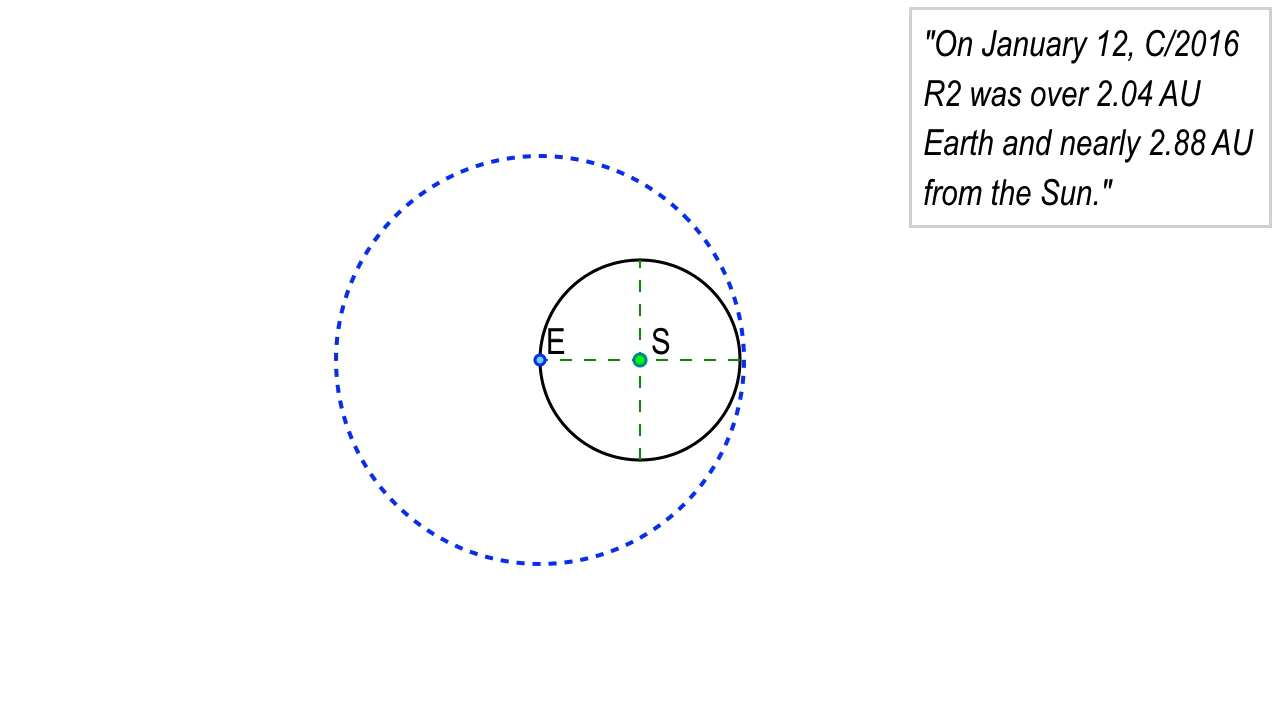 "On January 12, C/2016
R2 was over 2.04 AU
Earth and nearly 2.88 AU
from the Sun."
E
S